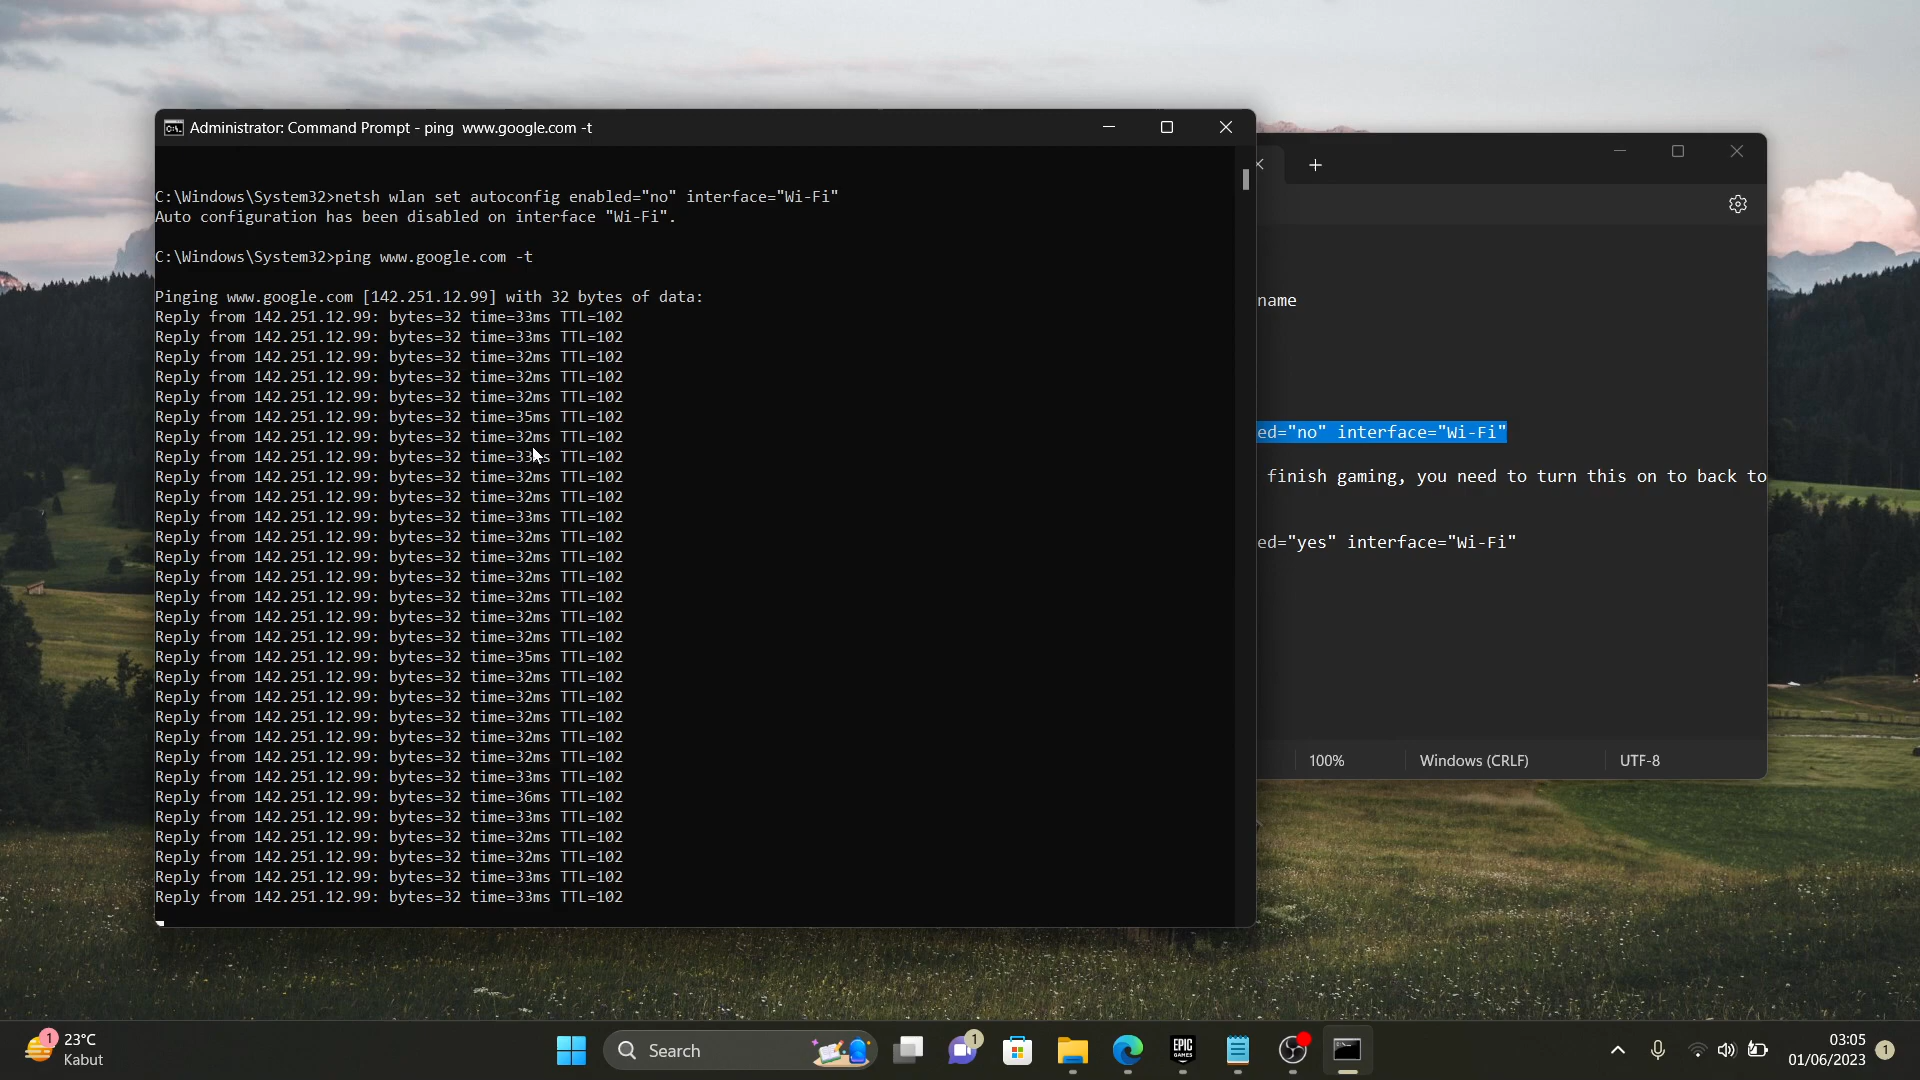 Administrator: Command Prompt - ping  www.google.com -t
C:\Windows\System32>netsh wlan set autoconfig enabled="no" interface="Wi-Fi"
Auto configuration has been disabled on interface "Wi-Fi".
C:\Windows\System32>ping www.google.com -t
Pinging www.google.com [142.251.12.99] with 32 bytes of data:
Reply from 142.251.12.99: bytes=32 time=33ms TTL=102
Reply from 142.251.12.99: bytes=32 time=33ms TTL=102
Reply from 142.251.12.99: bytes=32 time=32ms TTL=102
Reply from 142.251.12.99: bytes=32 time=32ms TTL=102
Reply from 142.251.12.99: bytes=32 time=32ms TTL=102
Reply from 142.251.12.99: bytes=32 time=35ms TTL=102
Reply from 142.251.12.99: bytes=32 time=32ms TTL=102
Reply from 142.251.12.99: bytes=32 time=33ms TTL=102
Reply from 142.251.12.99: bytes=32 time=32ms TTL=102
Reply from 142.251.12.99: bytes=32 time=32ms TTL=102
Reply from 142.251.12.99: bytes=32 time=33ms TTL=102
Reply from 142.251.12.99: bytes=32 time=32ms TTL=102
Reply from 142.251.12.99: bytes=32 time=32ms TTL=102
Reply from 142.251.12.99: bytes=32 time=32ms TTL=102
Reply from 142.251.12.99: bytes=32 time=32ms TTL=102
Reply from 142.251.12.99: bytes=32 time=32ms TTL=102
Reply from 142.251.12.99: bytes=32 time=32ms TTL=102
Reply from 142.251.12.99: bytes=32 time=35ms TTL=102
Reply from 142.251.12.99: bytes=32 time=32ms TTL=102
Reply from 142.251.12.99: bytes=32 time=32ms TTL=102
Reply from 142.251.12.99: bytes=32 time=32ms TTL=102
Reply from 142.251.12.99: bytes=32 time=32ms TTL=102
Reply from 142.251.12.99: bytes=32 time=32ms TTL=102
Reply from 142.251.12.99: bytes=32 time=33ms TTL=102
Reply from 142.251.12.99: bytes=32 time=36ms TTL=102
Reply from 142.251.12.99: bytes=32 time=33ms TTL=102
Reply from 142.251.12.99: bytes=32 time=32ms TTL=102
Reply from 142.251.12.99: bytes=32 time=32ms TTL=102
Reply from 142.251.12.99: bytes=32 time=33ms TTL=102
Reply from 142.251.12.99: bytes=32 time=33ms TTL=102
name
ed="no" interface="Wi-Fi"
finish gaming, you need to turn this on to back to
ed="yes" interface="Wi-Fi"
100%
Windows (CRLF)
UTF-8
1
23°C
Kabut
Search
1
EPIC
GAMES
03:05
01/06/2023
1